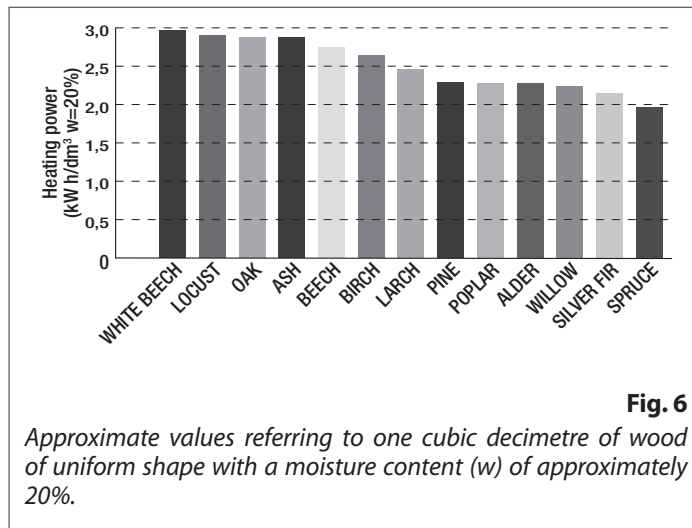 Heating power
(kW h/dm³ w=20%)
3,0
2,5
2,0
1,5
1,0
0,5
0
WHITE BEECH
LOCUST
OAK
ASH
BEECH
BIRCH
LARCH
PINE
POPLAR
ALDER
WILLOW
SILVER FIR
SPRUCE
Fig. 6
Approximate values referring to one cubic decimetre of wood
of uniform shape with a moisture content (w) of approximately
20%.